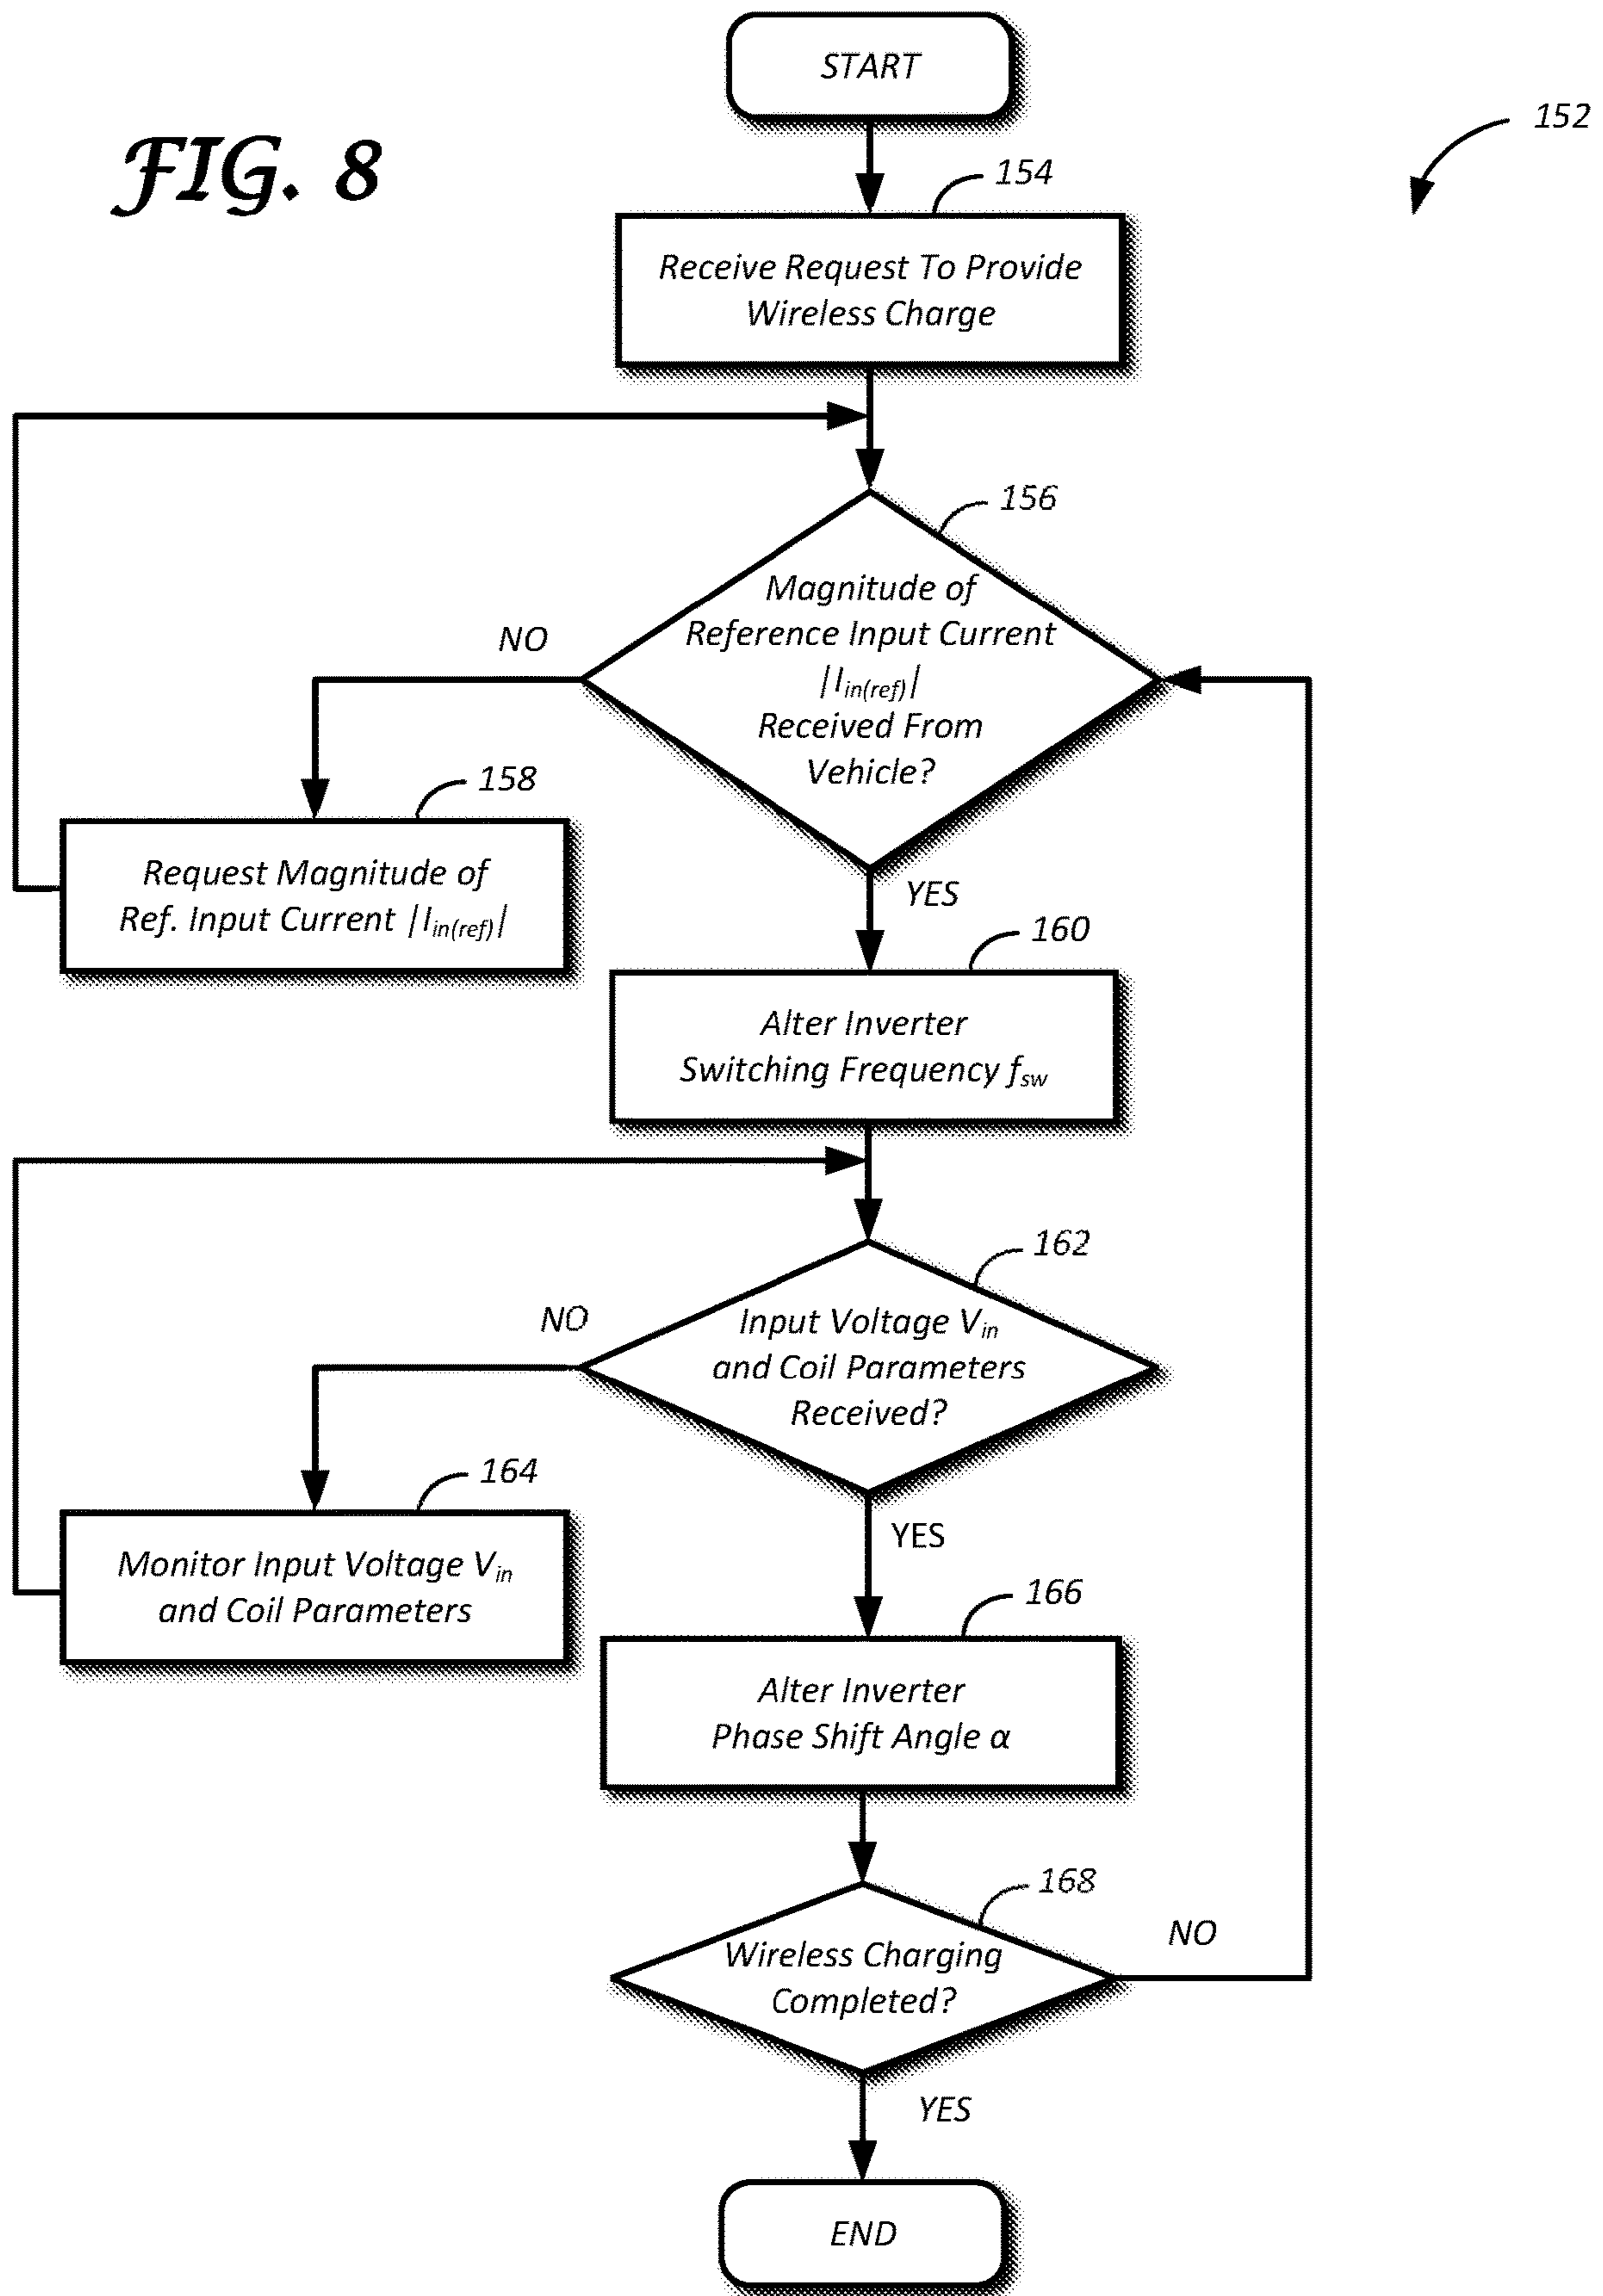 START
FIG. 8
152
154
Receive Request To Provide
Wireless Charge
156
Magnitude of
Reference Input Current
|Iin(ref)|
Received From
Vehicle?
NO
158
Request Magnitude of
Ref. Input Current |Iin(ref)|
YES
160
Alter Inverter
Switching Frequency fsw
162
Input Voltage Vin
and Coil Parameters
Received?
NO
164
Monitor Input Voltage Vin
and Coil Parameters
YES
166
Alter Inverter
Phase Shift Angle α
168
Wireless Charging
Completed?
NO
YES
END